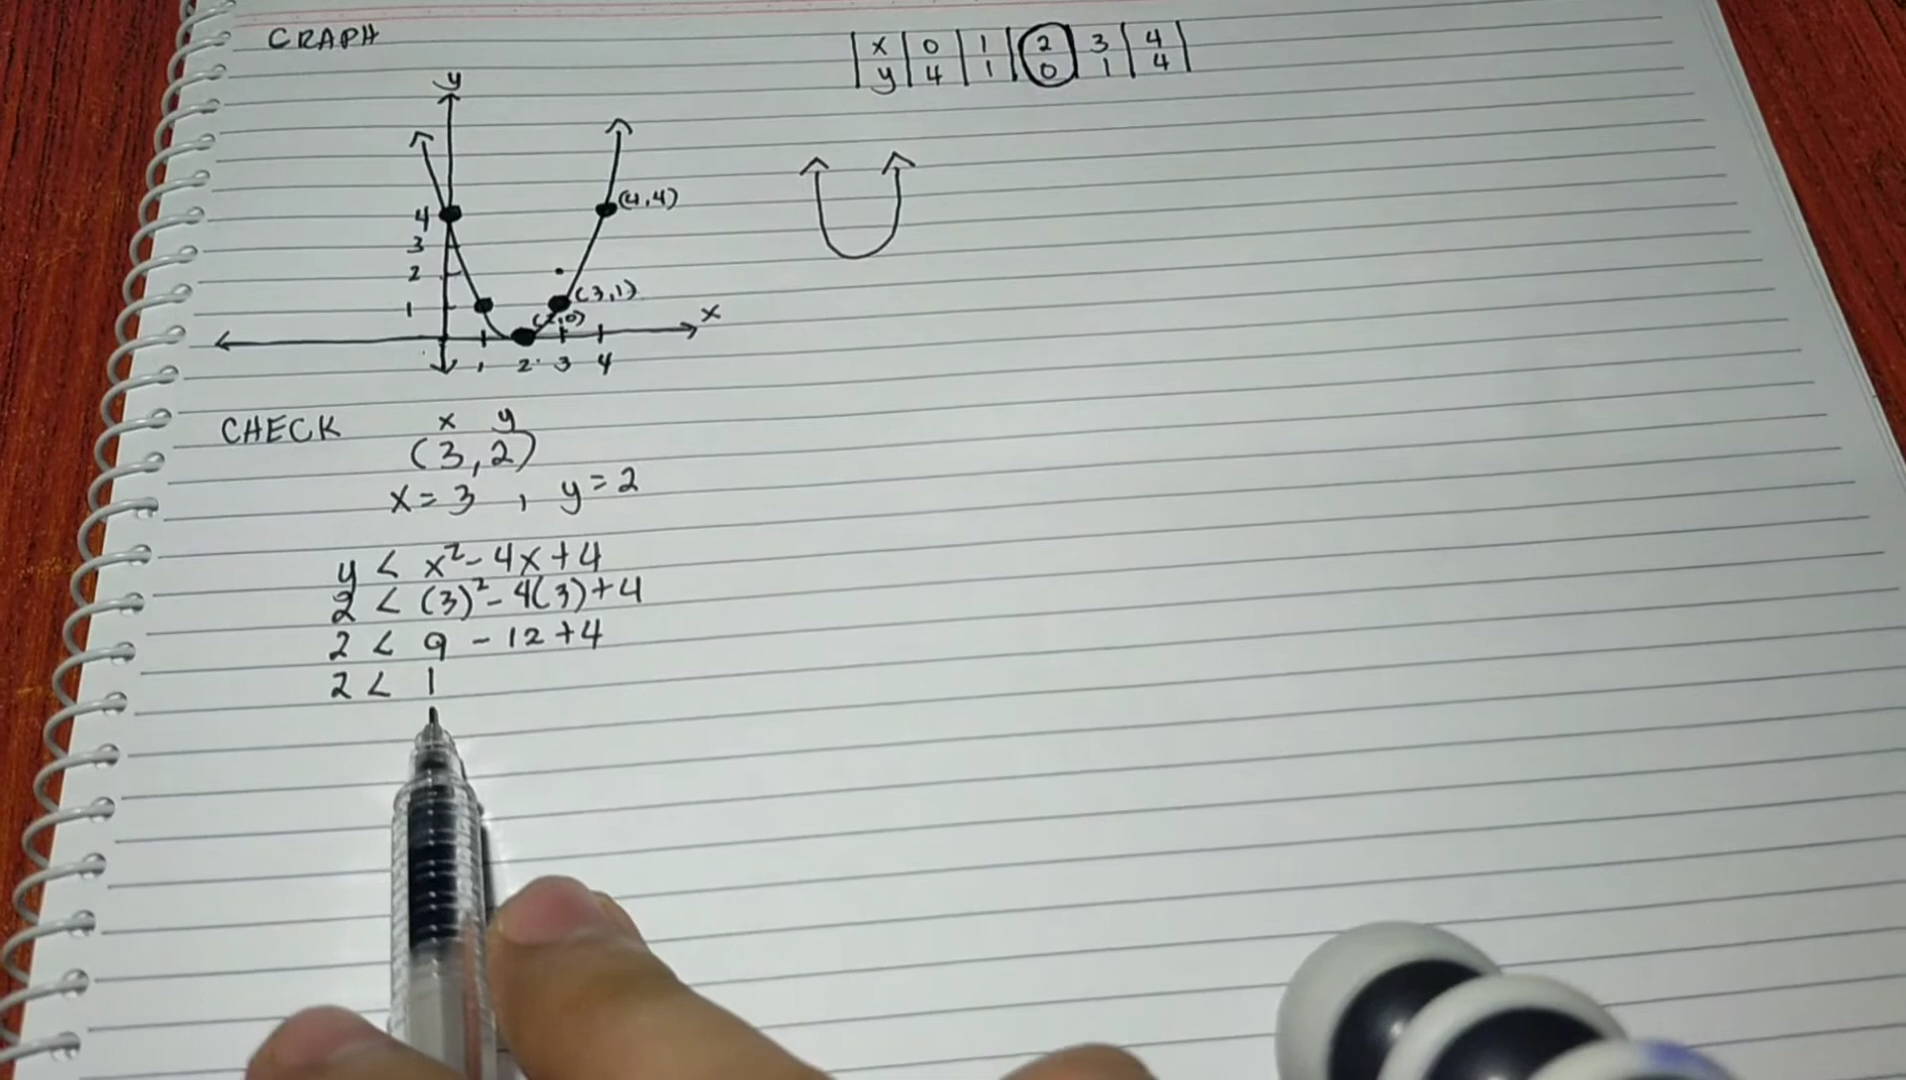 GRAPH
x 0 1 2 3 4
y 4 1 0 1 4
y
4
3
2
1
(4,4)
(3,1)
(2,0)
x
1 2 3 4
CHECK
x y
(3,2)
x=3 , y=2
y < x²-4x+4
2 < (3)²-4(3)+4
2 < 9 - 12 +4
2 < 1